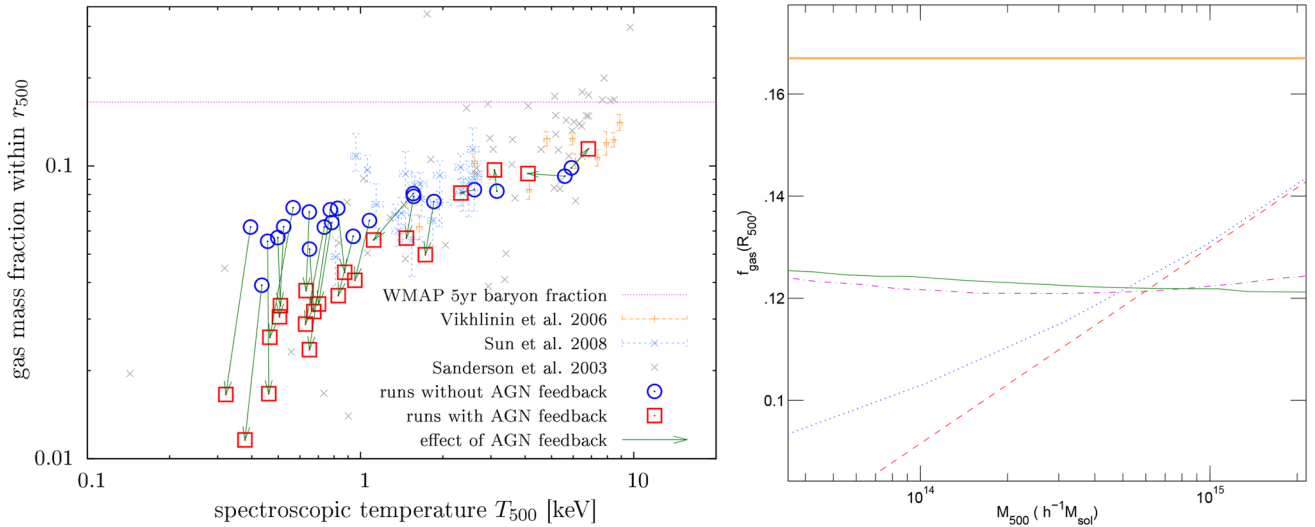 gas mass fraction within r500
0.1
0.01
WMAP 5yr baryon fraction
Vikhlinin et al. 2006
Sun et al. 2008
Sanderson et al. 2003
runs without AGN feedback
runs with AGN feedback
effect of AGN feedback
0.1
1
10
spectroscopic temperature T500 [keV]
fgas(R500)
.16
.14
.12
0.1
10^14
10^15
M500 ( h^-1Msol)